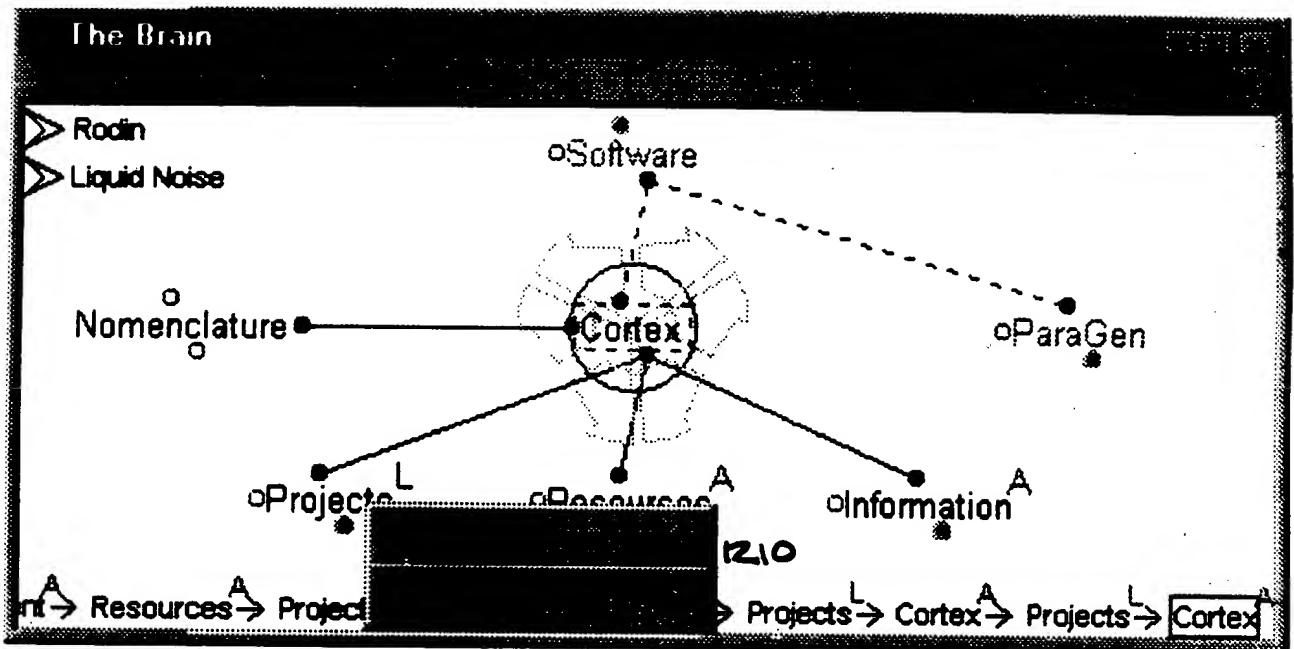 The Brain
Rodin
Liquid Noise
Software
Nomenclature
Cortex
ParaGen
Projects L
Resources A
Information A
1210
nt A → Resources A → Project → Projects L → Cortex A → Projects L → Cortex A